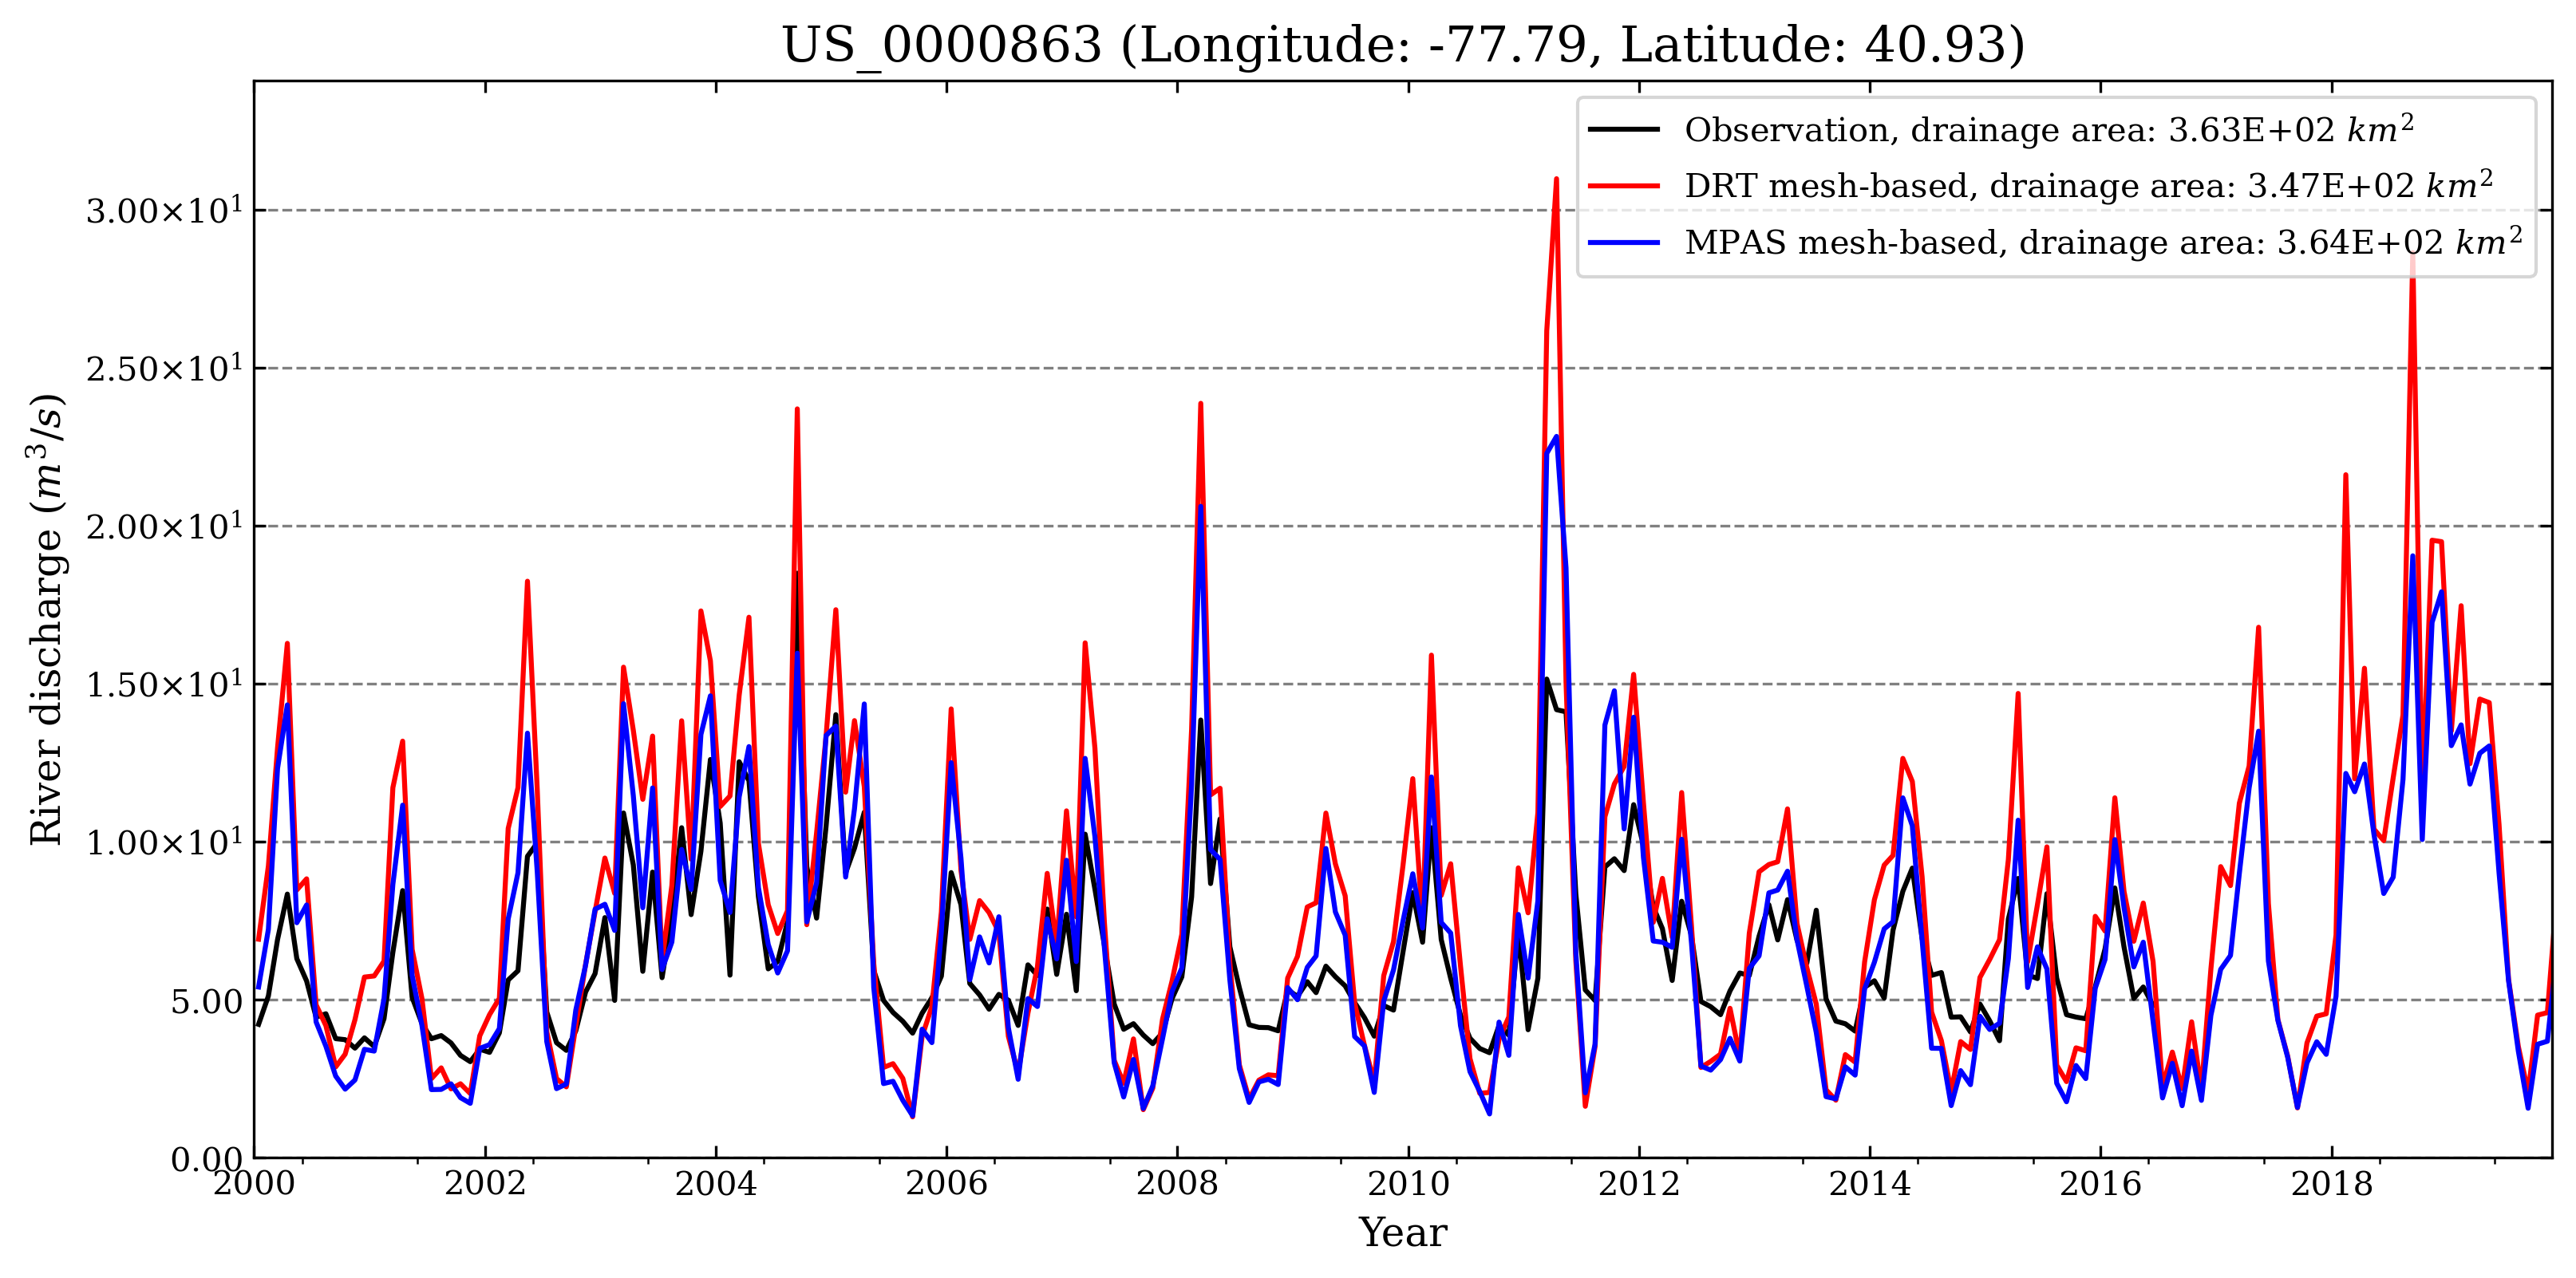 US_0000863 (Longitude: -77.79, Latitude: 40.93)
Observation, drainage area: 3.63E+02 km²
DRT mesh-based, drainage area: 3.47E+02 km²
MPAS mesh-based, drainage area: 3.64E+02 km²
River discharge (m³/s)
3.00×10¹
2.50×10¹
2.00×10¹
1.50×10¹
1.00×10¹
5.00
0.00
2000 2002 2004 2006 2008 2010 2012 2014 2016 2018
Year